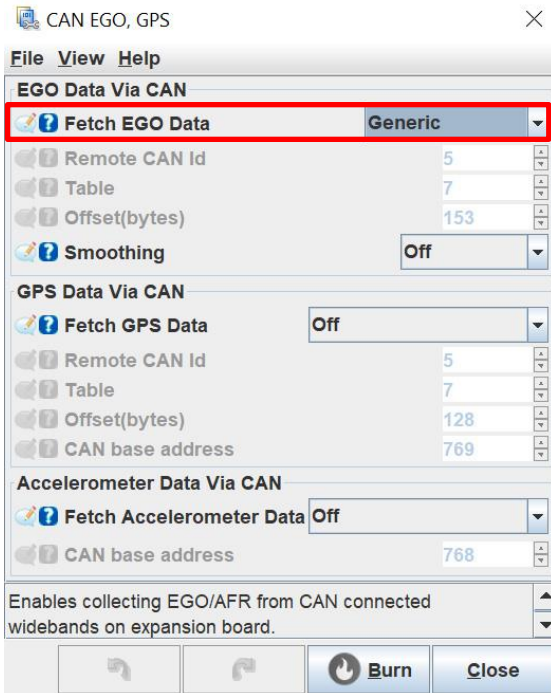 CAN EGO, GPS
File View Help
EGO Data Via CAN
Fetch EGO Data Generic
Remote CAN Id 5
Table 7
Offset(bytes) 153
Smoothing Off
GPS Data Via CAN
Fetch GPS Data Off
Remote CAN Id 5
Table 7
Offset(bytes) 128
CAN base address 769
Accelerometer Data Via CAN
Fetch Accelerometer Data Off
CAN base address 768
Enables collecting EGO/AFR from CAN connected
widebands on expansion board.
Burn Close